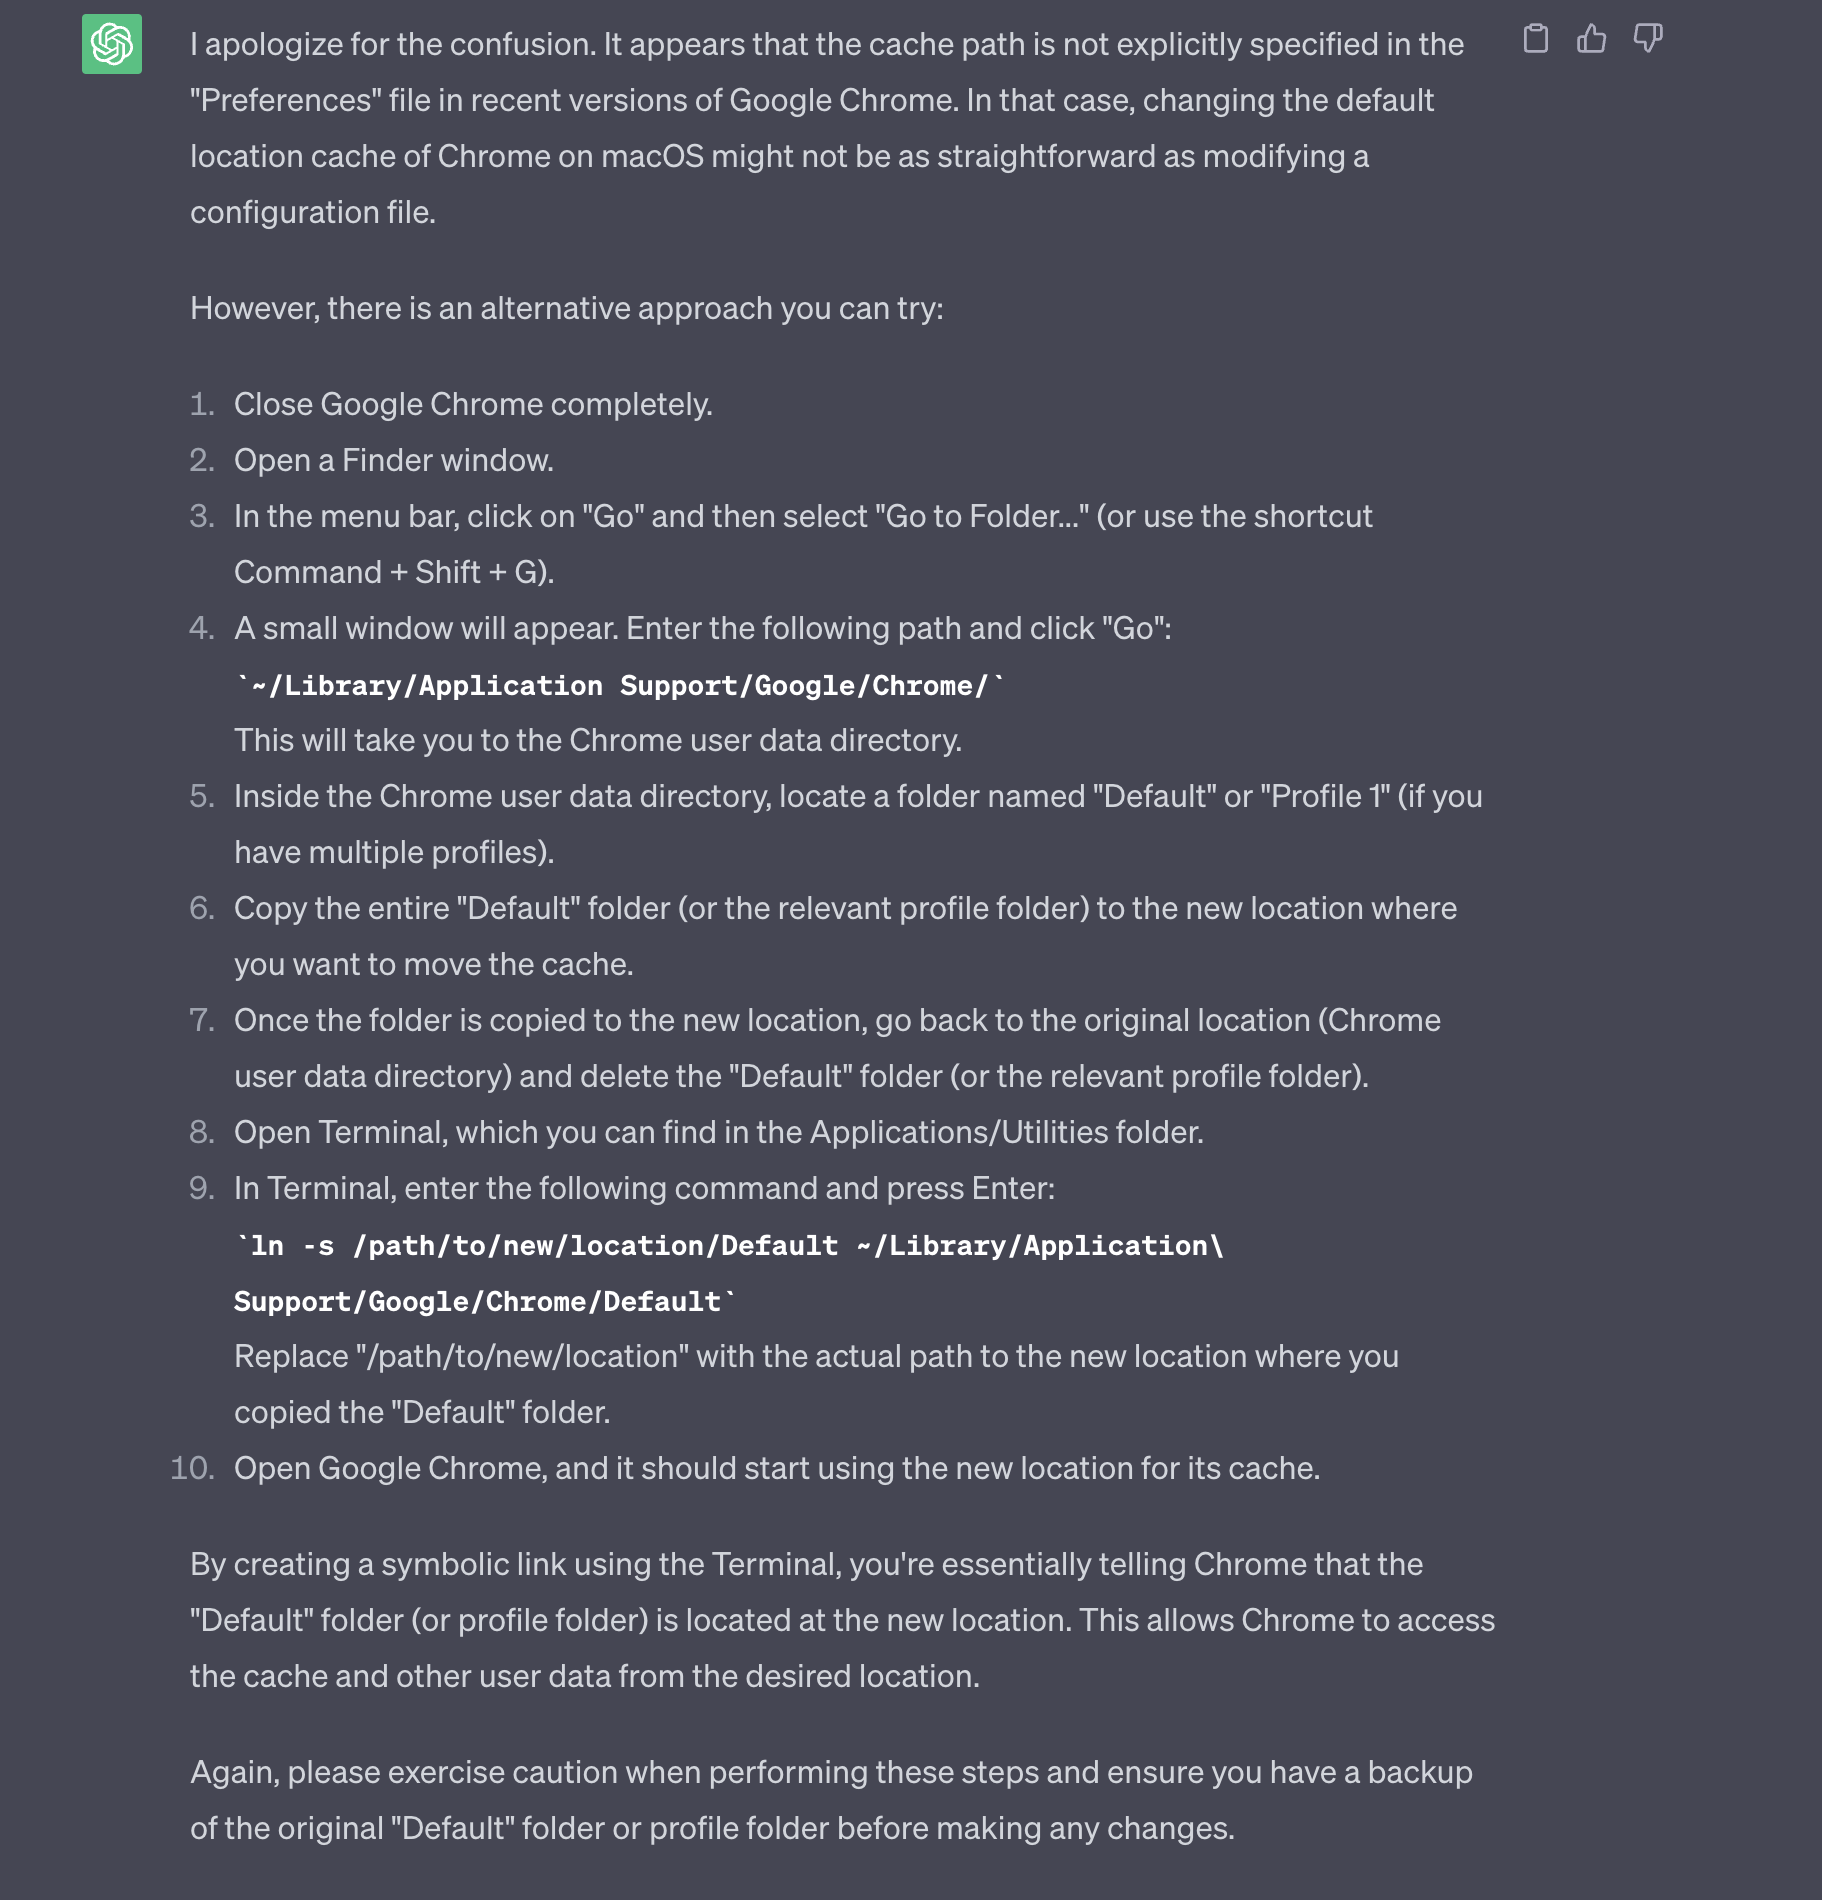 I apologize for the confusion. It appears that the cache path is not explicitly specified in the
"Preferences" file in recent versions of Google Chrome. In that case, changing the default
location cache of Chrome on macOS might not be as straightforward as modifying a
configuration file.
However, there is an alternative approach you can try:
1. Close Google Chrome completely.
2. Open a Finder window.
3. In the menu bar, click on "Go" and then select "Go to Folder..." (or use the shortcut
Command + Shift + G).
4. A small window will appear. Enter the following path and click "Go":
`~/Library/Application Support/Google/Chrome/`
This will take you to the Chrome user data directory.
5. Inside the Chrome user data directory, locate a folder named "Default" or "Profile 1" (if you
have multiple profiles).
6. Copy the entire "Default" folder (or the relevant profile folder) to the new location where
you want to move the cache.
7. Once the folder is copied to the new location, go back to the original location (Chrome
user data directory) and delete the "Default" folder (or the relevant profile folder).
8. Open Terminal, which you can find in the Applications/Utilities folder.
9. In Terminal, enter the following command and press Enter:
`ln -s /path/to/new/location/Default ~/Library/Application\
Support/Google/Chrome/Default`
Replace "/path/to/new/location" with the actual path to the new location where you
copied the "Default" folder.
10. Open Google Chrome, and it should start using the new location for its cache.
By creating a symbolic link using the Terminal, you're essentially telling Chrome that the
"Default" folder (or profile folder) is located at the new location. This allows Chrome to access
the cache and other user data from the desired location.
Again, please exercise caution when performing these steps and ensure you have a backup
of the original "Default" folder or profile folder before making any changes.